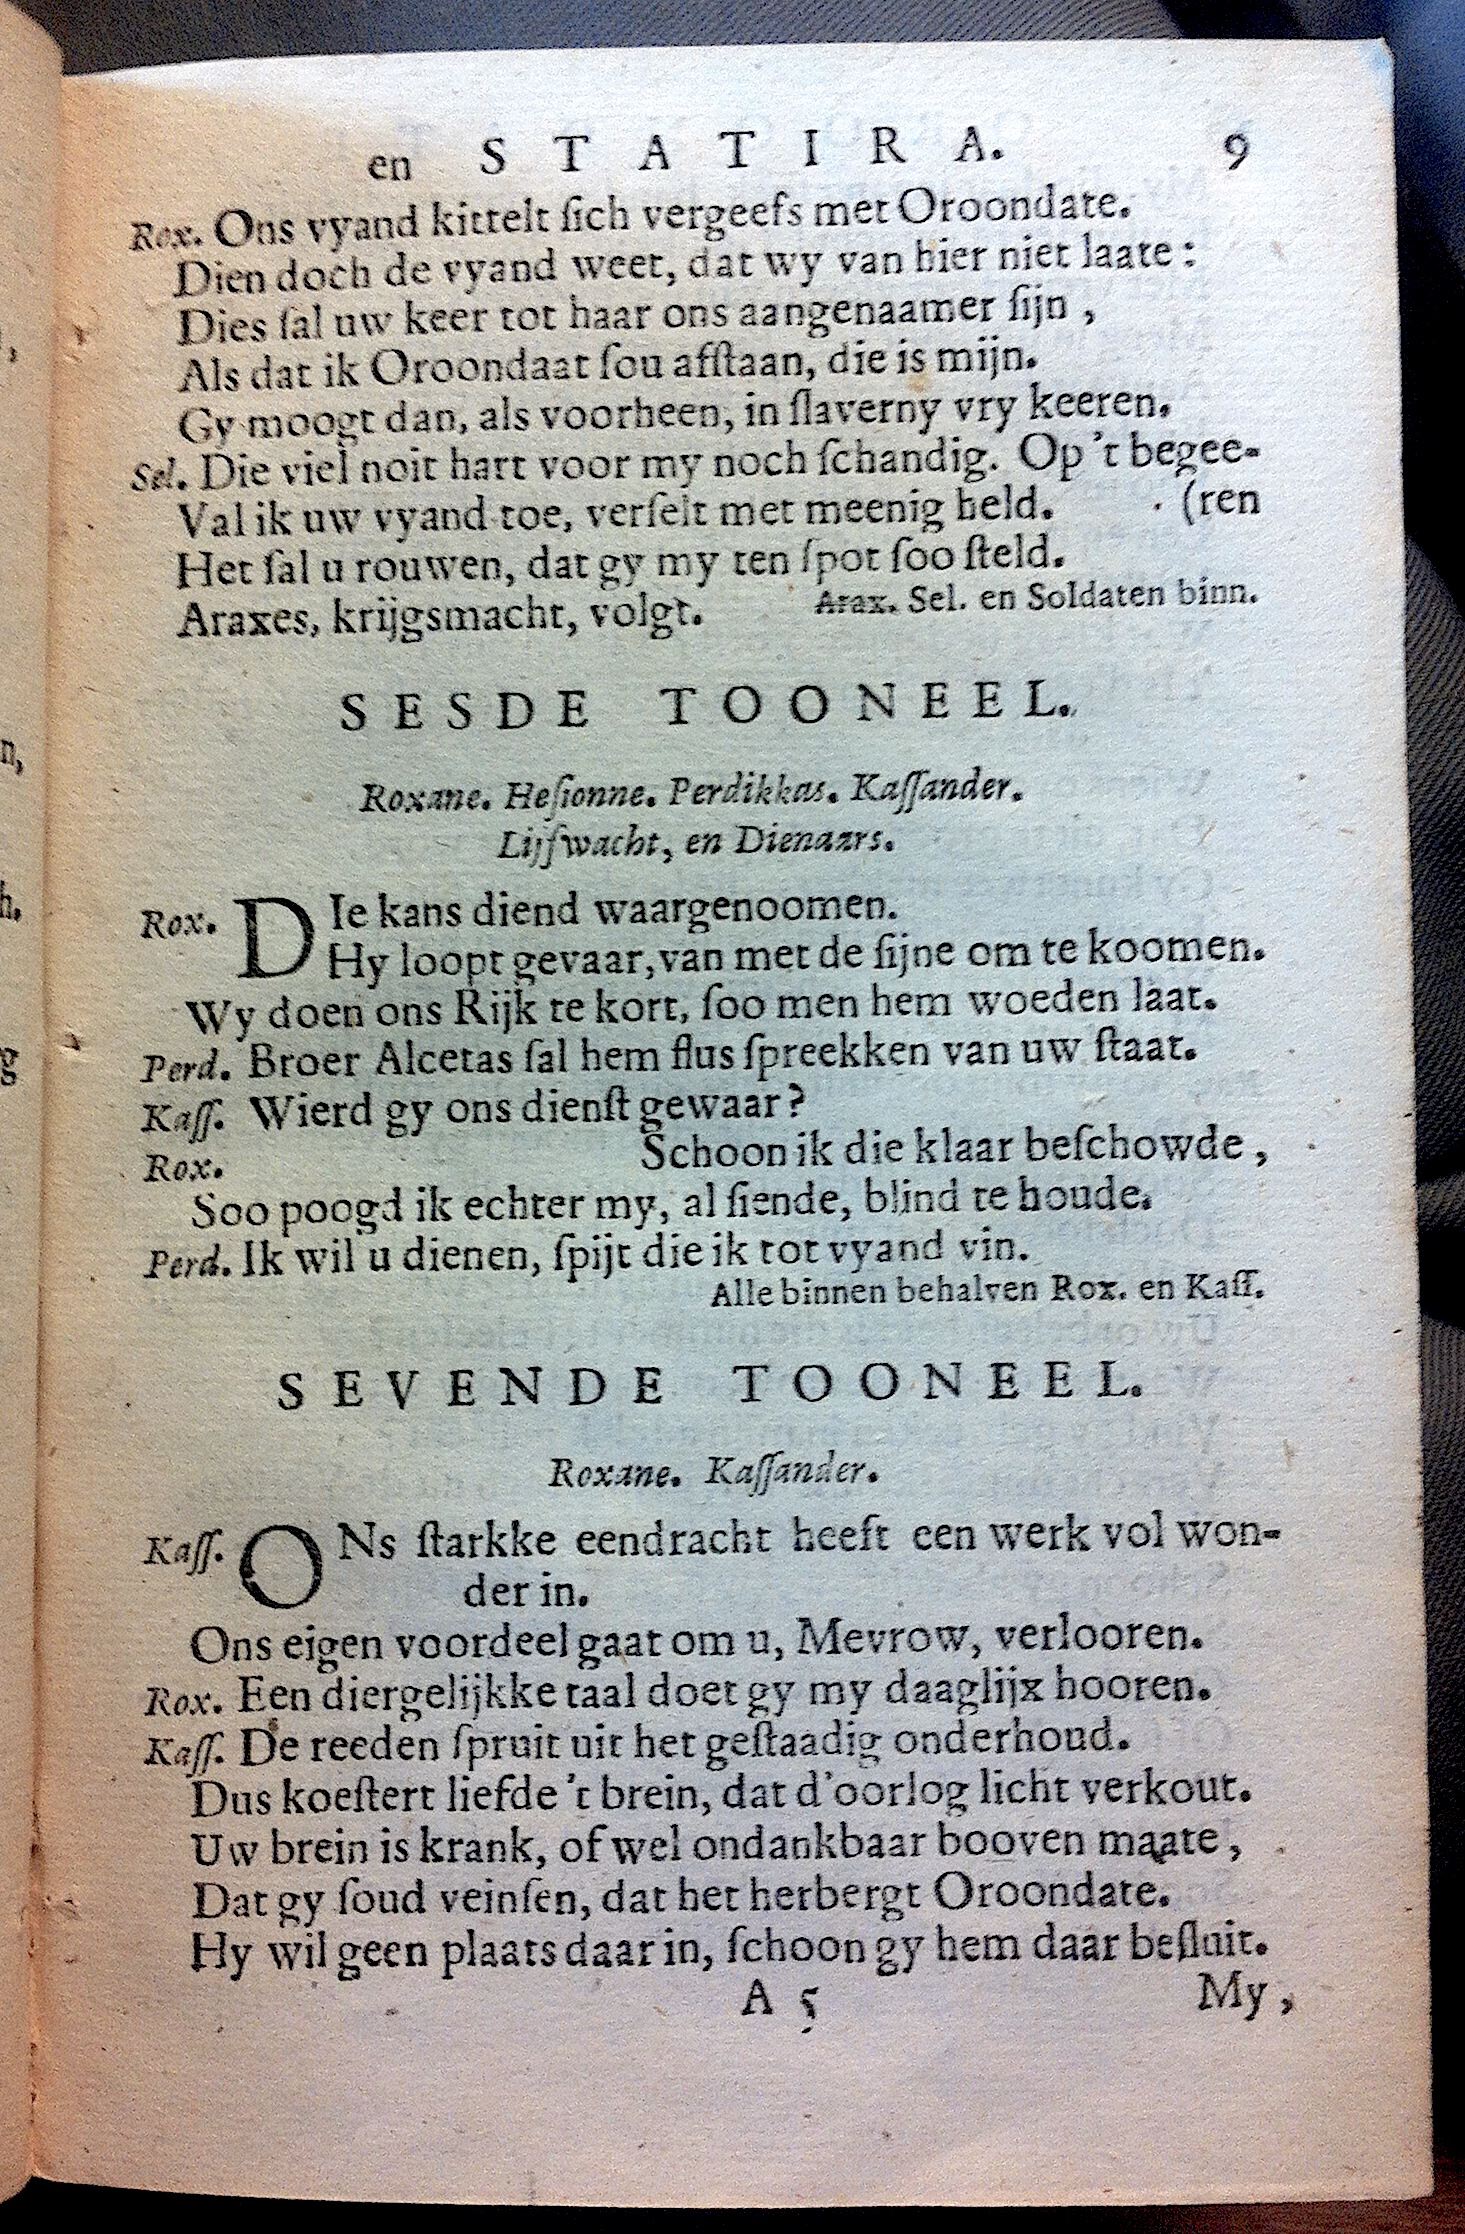 en STATIRA. 9
Rox. Ons vyand kittelt ſich vergeefs met Oroondate.
Dien doch de vyand weet, dat wy van hier niet laate:
Dies ſal uw keer tot haar ons aangenaamer ſijn,
Als dat ik Oroondaat ſou afſtaan, die is mijn.
Gy moogt dan, als voorheen, in ſlaverny vry keeren.
Sel. Die viel noit hart voor my noch ſchandig. Op 't begee-
Val ik uw vyand toe, verſelt met meenig held. (ren
Het ſal u rouwen, dat gy my ten ſpot ſoo ſteld.
Araxes, krijgsmacht, volgt. Arax. Sel. en Soldaten binn.
SESDE TOONEEL.
Roxane. Heſionne. Perdikkas. Kaſſander.
Lijfwacht, en Dienaars.
Rox. DIe kans diend waargenoomen.
Hy loopt gevaar, van met de ſijne om te koomen.
Wy doen ons Rijk te kort, ſoo men hem woeden laat.
Perd. Broer Alcetas ſal hem flus ſpreekken van uw ſtaat.
Kaſſ. Wierd gy ons dienſt gewaar?
Rox. Schoon ik die klaar beſchowde,
Soo poogd ik echter my, al ſiende, blind te houde.
Perd. Ik wil u dienen, ſpijt die ik tot vyand vin.
Alle binnen behalven Rox. en Kaſſ.
SEVENDE TOONEEL.
Roxane. Kaſſander.
Kaſſ. ONs ſtarkke eendracht heeft een werk vol won-
der in.
Ons eigen voordeel gaat om u, Mevrow, verlooren.
Rox. Een diergelijkke taal doet gy my daaglijx hooren.
Kaſſ. De reeden ſpruit uit het geſtaadig onderhoud.
Dus koeſtert liefde 't brein, dat d'oorlog licht verkout.
Uw brein is krank, of wel ondankbaar booven maate,
Dat gy ſoud veinſen, dat het herbergt Oroondate.
Hy wil geen plaats daar in, ſchoon gy hem daar beſluit.
A 5 My,